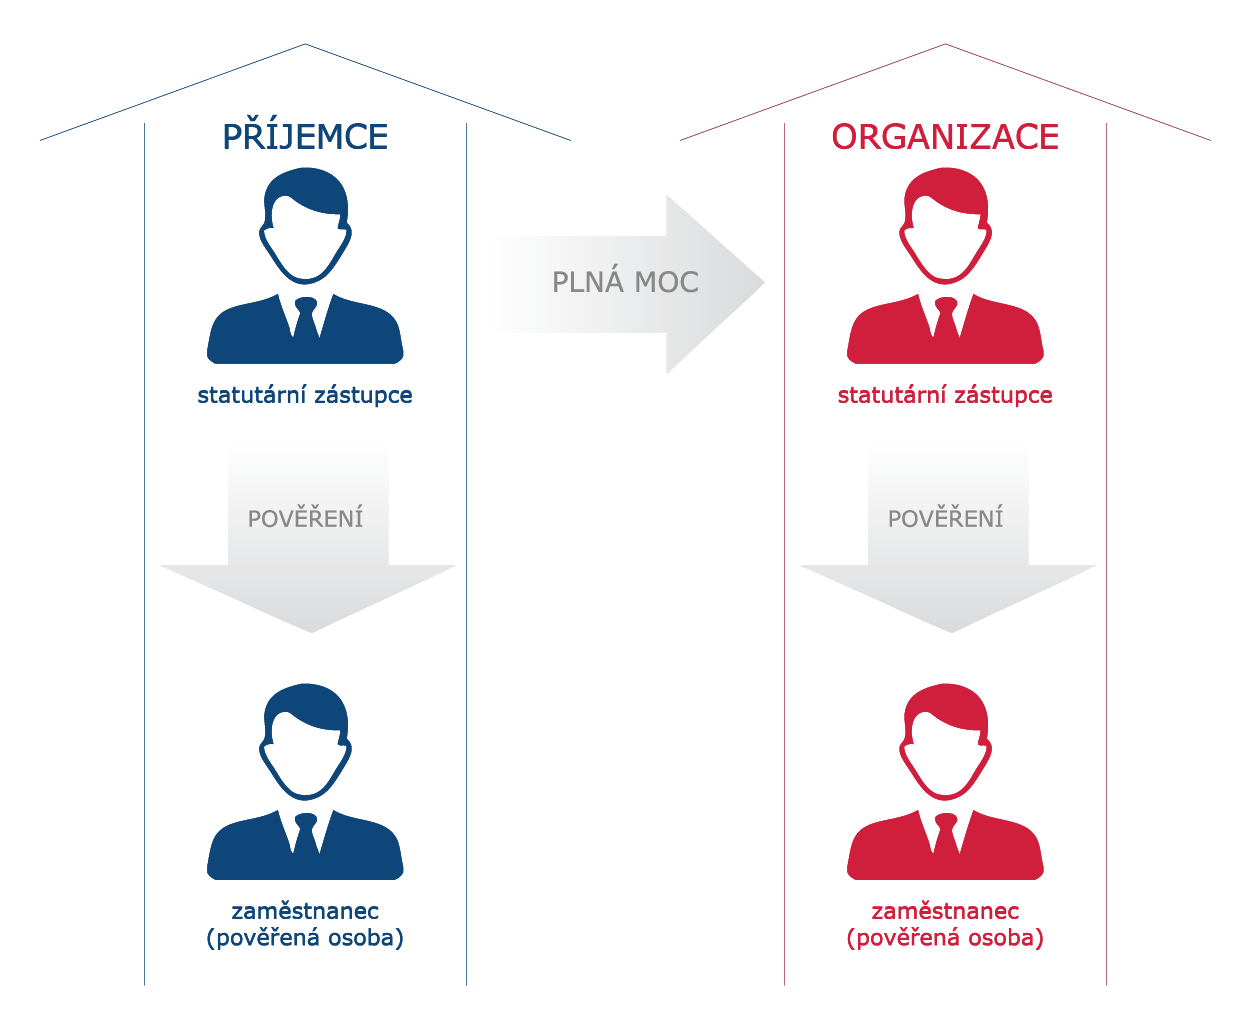 PŘÍJEMCE
statutární zástupce
POVĚŘENÍ
zaměstnanec
(pověřená osoba)
PLNÁ MOC
ORGANIZACE
statutární zástupce
POVĚŘENÍ
zaměstnanec
(pověřená osoba)